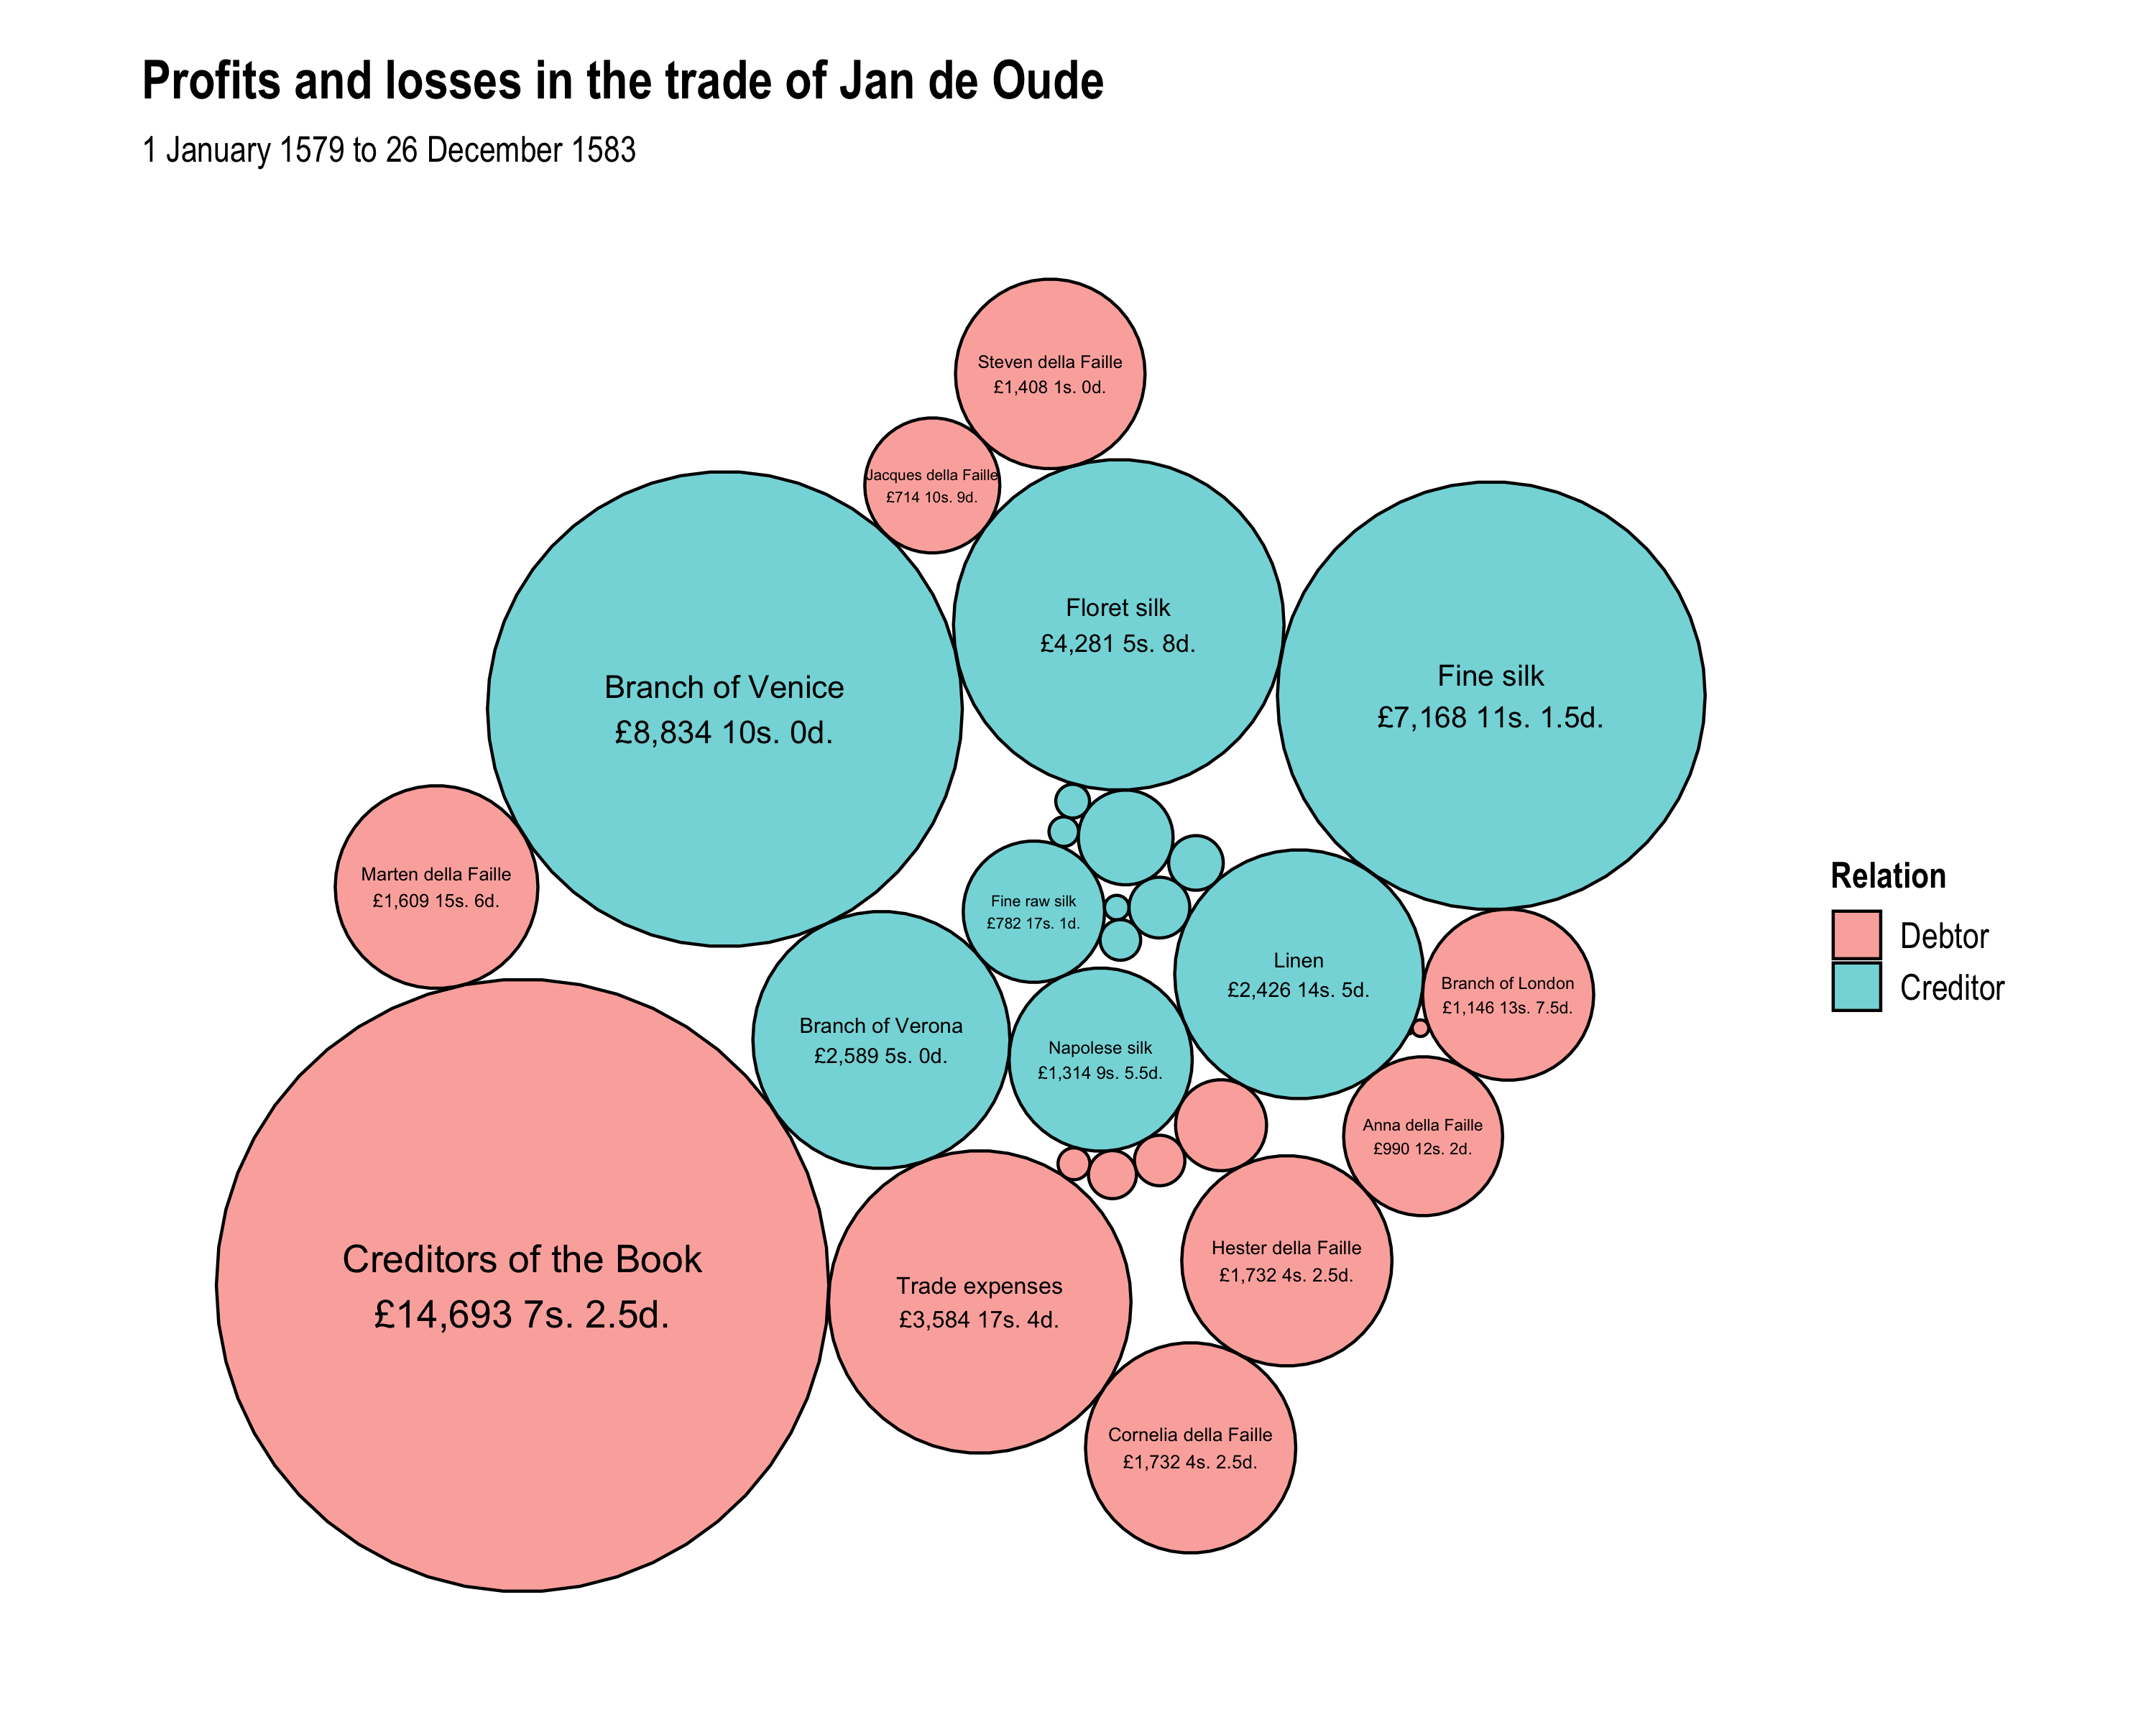 Profits and losses in the trade of Jan de Oude
1 January 1579 to 26 December 1583
Steven della Faille
£1,408 1s. 0d.
Jacques della Faille
£714 10s. 9d.
Floret silk
£4,281 5s. 8d.
Fine silk
£7,168 11s. 1.5d.
Branch of Venice
£8,834 10s. 0d.
Marten della Faille
£1,609 15s. 6d.
Fine raw silk
£782 17s. 1d.
Linen
£2,426 14s. 5d.
Branch of London
£1,146 13s. 7.5d.
Branch of Verona
£2,589 5s. 0d.
Napolese silk
£1,314 9s. 5.5d.
Anna della Faille
£990 12s. 2d.
Hester della Faille
£1,732 4s. 2.5d.
Creditors of the Book
£14,693 7s. 2.5d.
Trade expenses
£3,584 17s. 4d.
Cornelia della Faille
£1,732 4s. 2.5d.
Relation
Debtor
Creditor